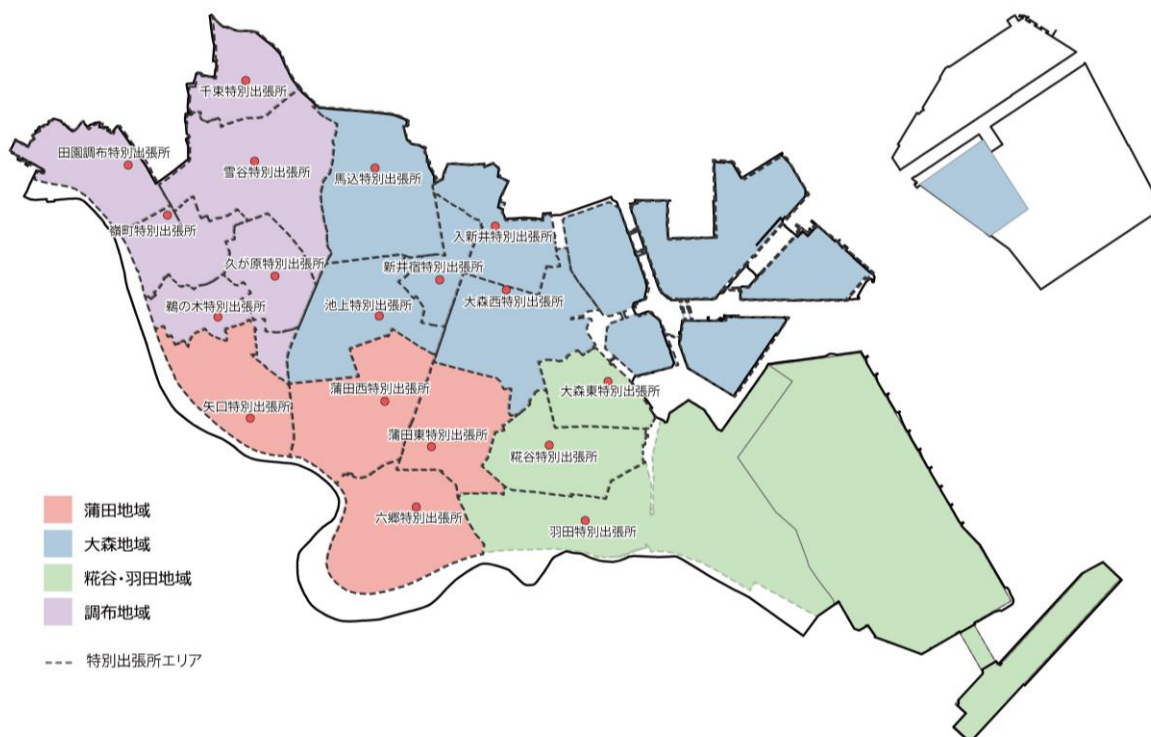 千束特別出張所
田園調布特別出張所
雪谷特別出張所
馬込特別出張所
嶺町特別出張所
入新井特別出張所
久が原特別出張所
新井宿特別出張所
鵜の木特別出張所
池上特別出張所
大森西特別出張所
蒲田西特別出張所
大森東特別出張所
矢口特別出張所
蒲田東特別出張所
糀谷特別出張所
六郷特別出張所
羽田特別出張所
蒲田地域
大森地域
糀谷・羽田地域
調布地域
特別出張所エリア